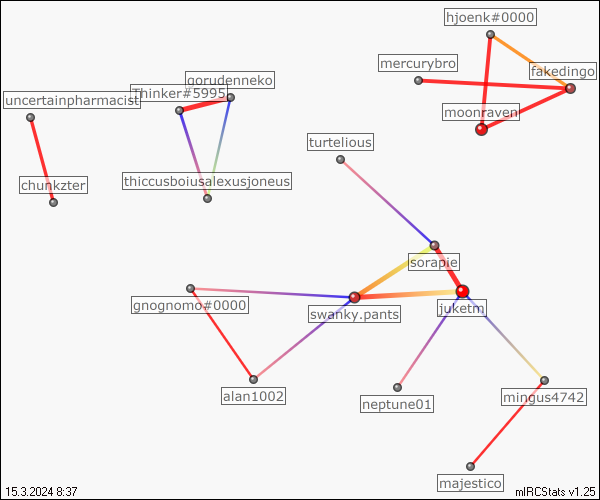 hjoenk#0000
mercurybro
fakedingo
gorudenneko
Thinker#5995
uncertainpharmacist
moonraven
turtelious
thiccusboiusalexusjoneus
chunkzter
sorapie
gnognomo#0000
juketm
swanky.pants
alan1002
neptune01
mingus4742
majestico
15.3.2024 8:37
mIRCStats v1.25